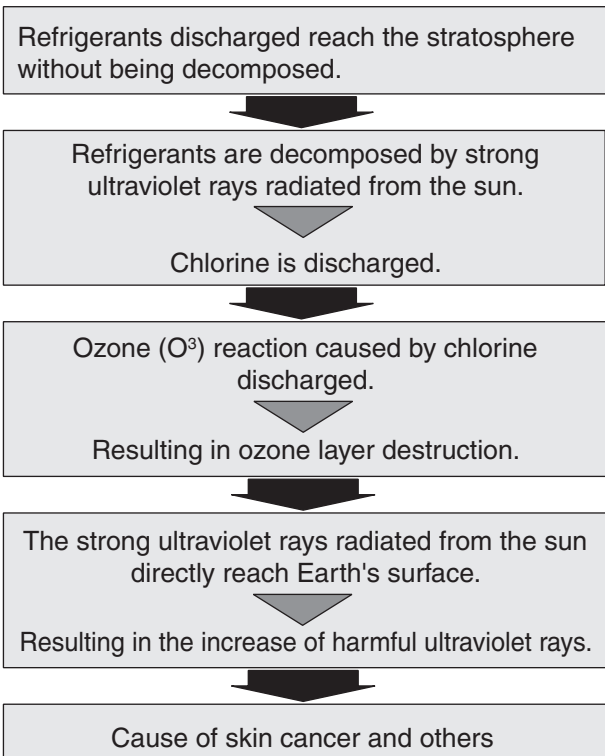 Refrigerants discharged reach the stratosphere
without being decomposed.
Refrigerants are decomposed by strong
ultraviolet rays radiated from the sun.
Chlorine is discharged.
Ozone (O³) reaction caused by chlorine
discharged.
Resulting in ozone layer destruction.
The strong ultraviolet rays radiated from the sun
directly reach Earth's surface.
Resulting in the increase of harmful ultraviolet rays.
Cause of skin cancer and others